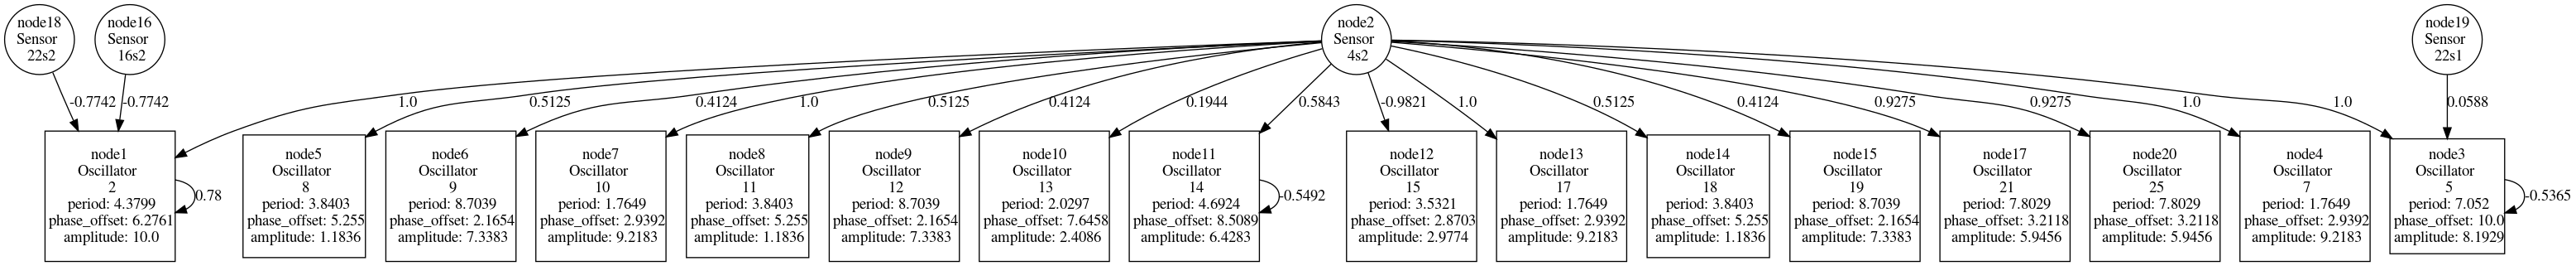 node18
Sensor
22s2
node16
Sensor
16s2
node2
Sensor
4s2
node19
Sensor
22s1
-0.7742
-0.7742
1.0
0.5125
0.4124
1.0
0.5125
0.4124
0.1944
0.5843
-0.9821
1.0
0.5125
0.4124
0.9275
0.9275
1.0
1.0
0.0588
node1
Oscillator
2
period: 4.3799
phase_offset: 6.2761
amplitude: 10.0
0.78
node5
Oscillator
8
period: 3.8403
phase_offset: 5.255
amplitude: 1.1836
node6
Oscillator
9
period: 8.7039
phase_offset: 2.1654
amplitude: 7.3383
node7
Oscillator
10
period: 1.7649
phase_offset: 2.9392
amplitude: 9.2183
node8
Oscillator
11
period: 3.8403
phase_offset: 5.255
amplitude: 1.1836
node9
Oscillator
12
period: 8.7039
phase_offset: 2.1654
amplitude: 7.3383
node10
Oscillator
13
period: 2.0297
phase_offset: 7.6458
amplitude: 2.4086
node11
Oscillator
14
period: 4.6924
phase_offset: 8.5089
amplitude: 6.4283
-0.5492
node12
Oscillator
15
period: 3.5321
phase_offset: 2.8703
amplitude: 2.9774
node13
Oscillator
17
period: 1.7649
phase_offset: 2.9392
amplitude: 9.2183
node14
Oscillator
18
period: 3.8403
phase_offset: 5.255
amplitude: 1.1836
node15
Oscillator
19
period: 8.7039
phase_offset: 2.1654
amplitude: 7.3383
node17
Oscillator
21
period: 7.8029
phase_offset: 3.2118
amplitude: 5.9456
node20
Oscillator
25
period: 7.8029
phase_offset: 3.2118
amplitude: 5.9456
node4
Oscillator
7
period: 1.7649
phase_offset: 2.9392
amplitude: 9.2183
node3
Oscillator
5
period: 7.052
phase_offset: 10.0
amplitude: 8.1929
-0.5365